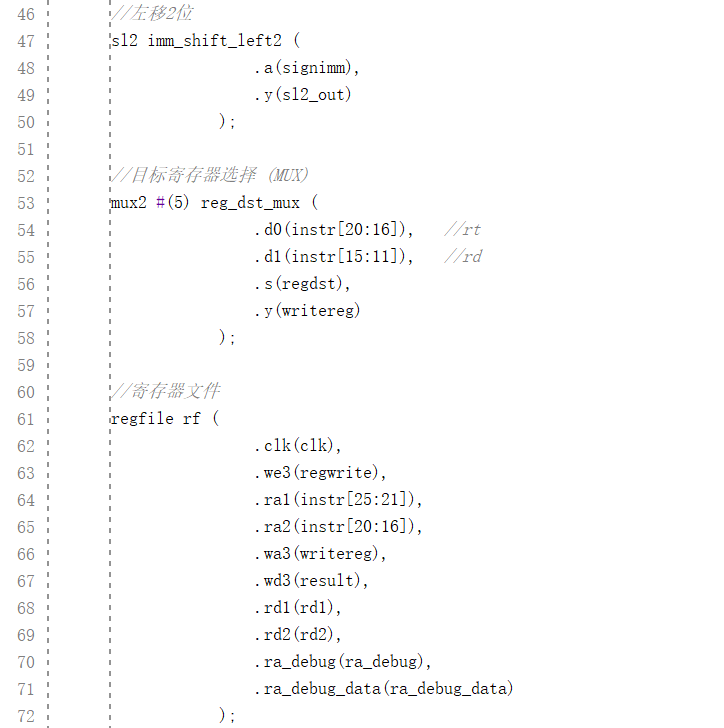 46 //左移2位
47 sl2 imm_shift_left2 (
48 .a(signimm),
49 .y(sl2_out)
50 );
51
52 //目标寄存器选择 (MUX)
53 mux2 #(5) reg_dst_mux (
54 .d0(instr[20:16]), //rt
55 .d1(instr[15:11]), //rd
56 .s(regdst),
57 .y(writereg)
58 );
59
60 //寄存器文件
61 regfile rf (
62 .clk(clk),
63 .we3(regwrite),
64 .ra1(instr[25:21]),
65 .ra2(instr[20:16]),
66 .wa3(writereg),
67 .wd3(result),
68 .rd1(rd1),
69 .rd2(rd2),
70 .ra_debug(ra_debug),
71 .ra_debug_data(ra_debug_data)
72 );